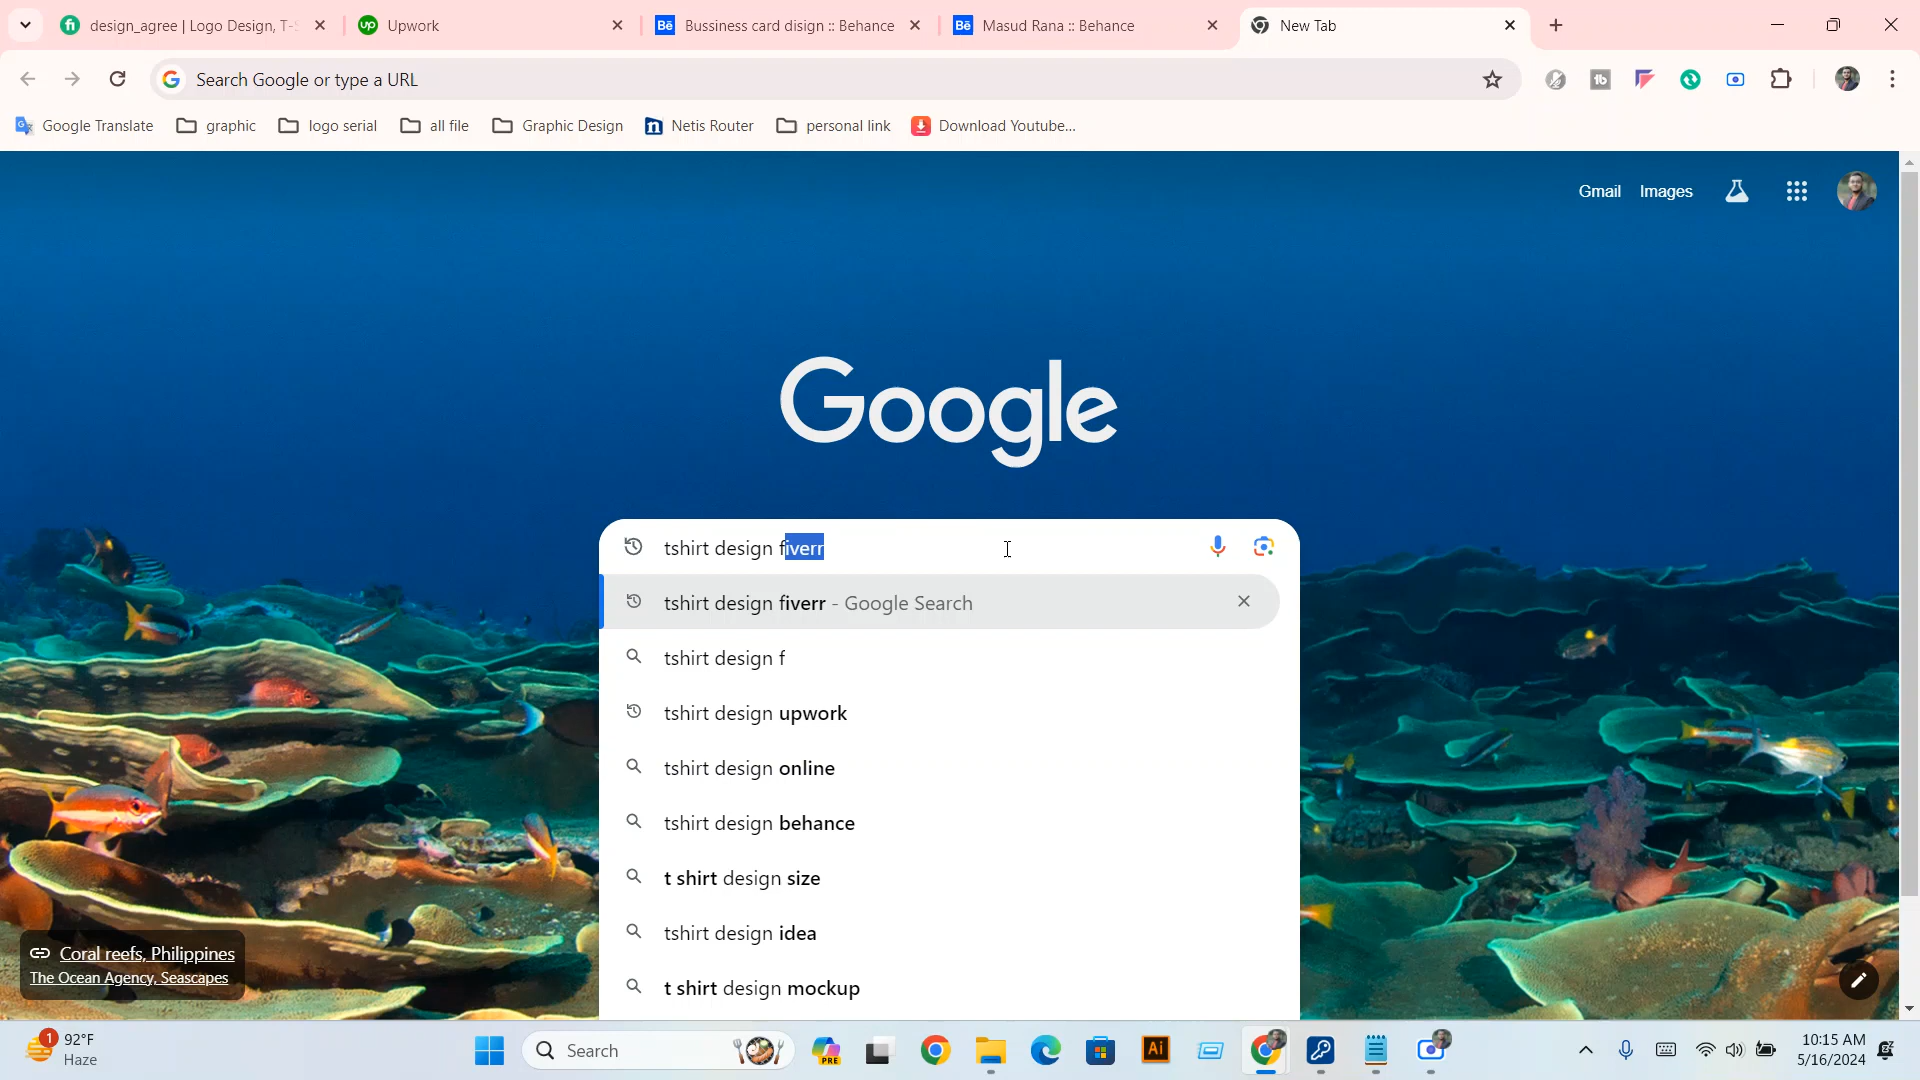 design_agree | Logo Design, T-S
Upwork
Bussiness card disign :: Behance
Masud Rana :: Behance
New Tab
Search Google or type a URL
Google Translate
graphic
logo serial
all file
Graphic Design
Netis Router
personal link
Download Youtube...
Gmail
Images
Google
tshirt design fiverr
tshirt design fiverr - Google Search
tshirt design f
tshirt design upwork
tshirt design online
tshirt design behance
t shirt design size
tshirt design idea
t shirt design mockup
Coral reefs, Philippines
The Ocean Agency, Seascapes
1
92°F
Haze
Search
PRE
Ai
10:15 AM
5/16/2024